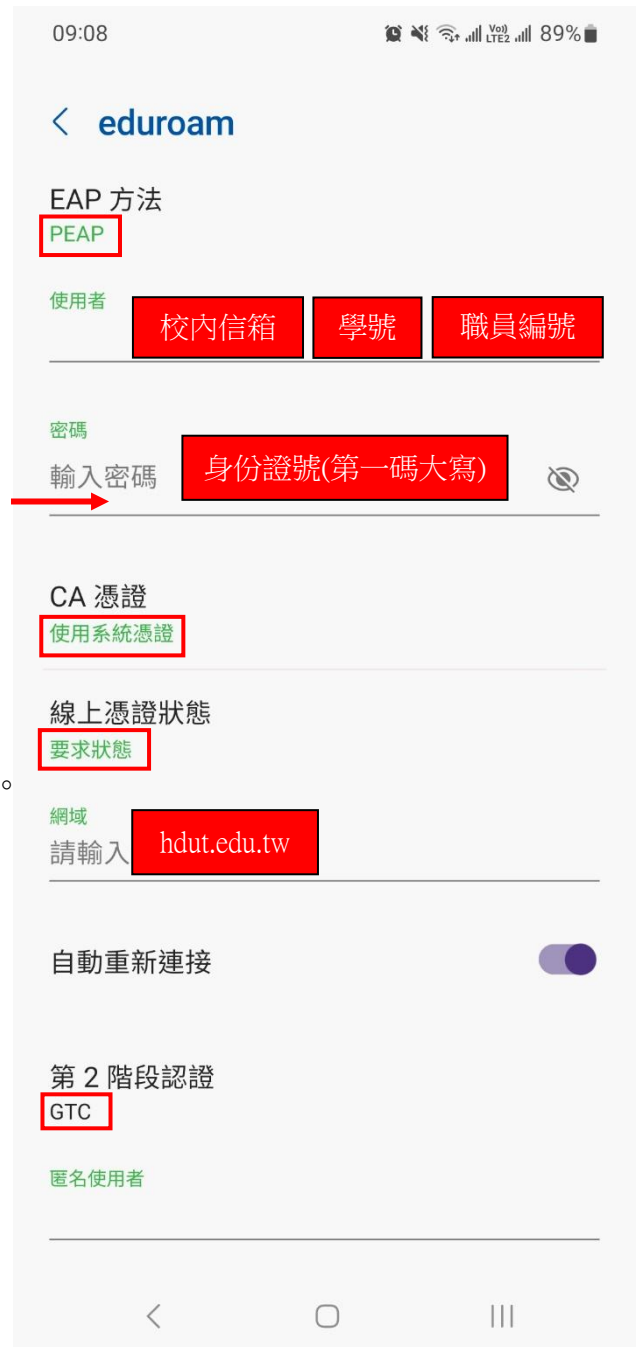 09:08 Vo)) LTE2 89%
eduroam
EAP 方法
PEAP
使用者
校內信箱 學號 職員編號
密碼
輸入密碼 身份證號(第一碼大寫)
CA 憑證
使用系統憑證
線上憑證狀態
要求狀態
。
網域
請輸入 hdut.edu.tw
自動重新連接
第 2 階段認證
GTC
匿名使用者